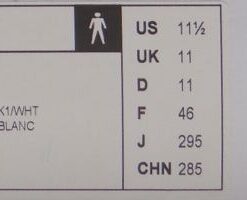 US 11½
UK 11
D 11
F 46
J 295
CHN 285
K1/WHT
BLANC